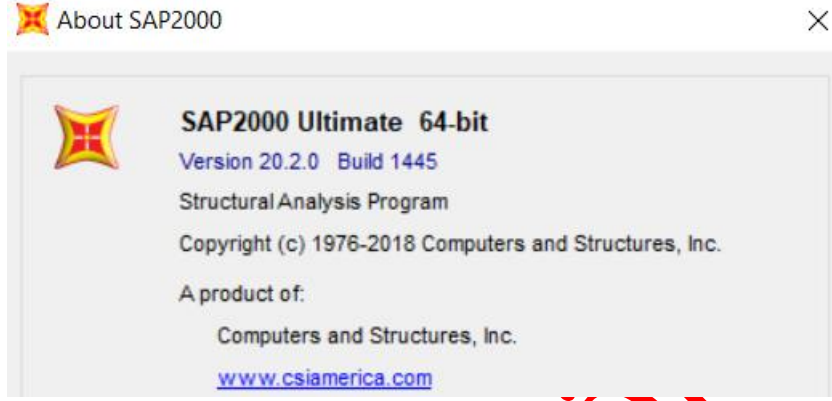 About SAP2000
SAP2000 Ultimate 64-bit
Version 20.2.0 Build 1445
Structural Analysis Program
Copyright (c) 1976-2018 Computers and Structures, Inc.
A product of:
Computers and Structures, Inc.
www.csiamerica.com